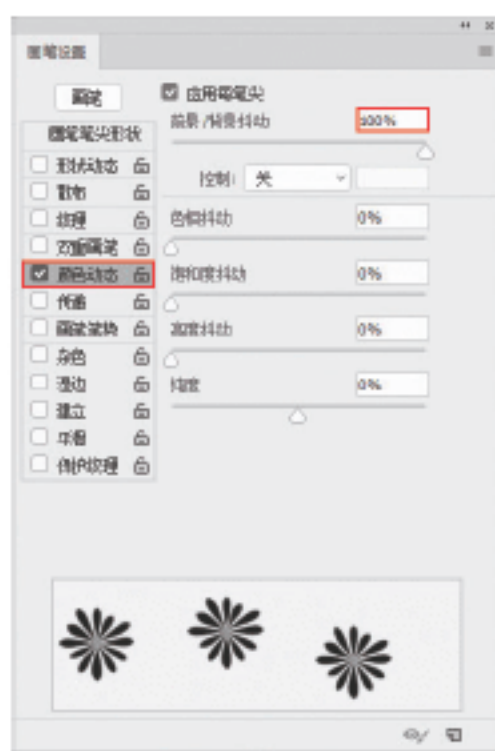 画笔设置
画笔
应用每笔尖
画笔笔尖形状
前景/背景抖动 100%
形状动态
控制: 关
散布
纹理
色相抖动 0%
双重画笔
颜色动态
饱和度抖动 0%
传递
画笔笔势
亮度抖动 0%
杂色
湿边
纯度 0%
建立
平滑
保护纹理